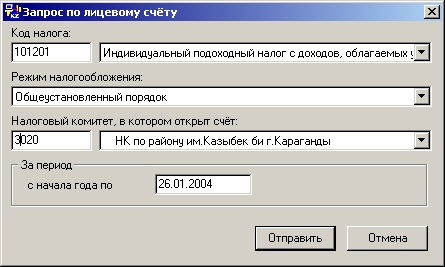 Запрос по лицевому счёту
Код налога:
101201 Индивидуальный подоходный налог с доходов, облагаемых у
Режим налогообложения:
Общеустановленный порядок
Налоговый комитет, в котором открыт счёт:
3020 НК по району им.Казыбек би г.Караганды
За период
с начала года по 26.01.2004
Отправить Отмена